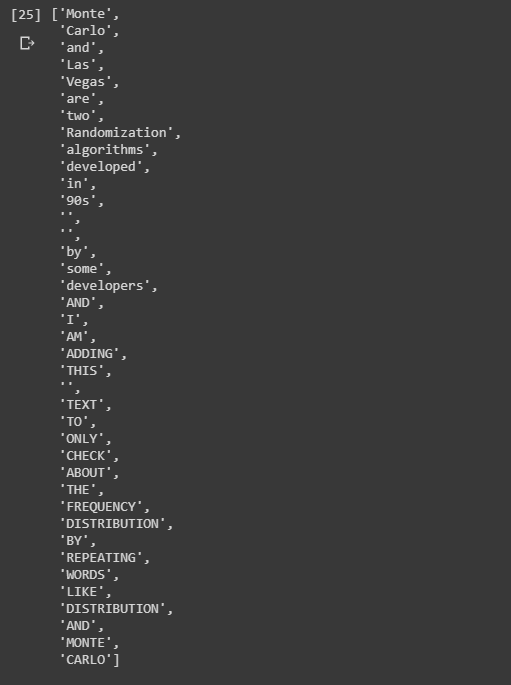 [25] ['Monte',
'Carlo',
'and',
'Las',
'Vegas',
'are',
'two',
'Randomization',
'algorithms',
'developed',
'in',
'90s',
'',
'',
'by',
'some',
'developers',
'AND',
'I',
'AM',
'ADDING',
'THIS',
'',
'TEXT',
'TO',
'ONLY',
'CHECK',
'ABOUT',
'THE',
'FREQUENCY',
'DISTRIBUTION',
'BY',
'REPEATING',
'WORDS',
'LIKE',
'DISTRIBUTION',
'AND',
'MONTE',
'CARLO']